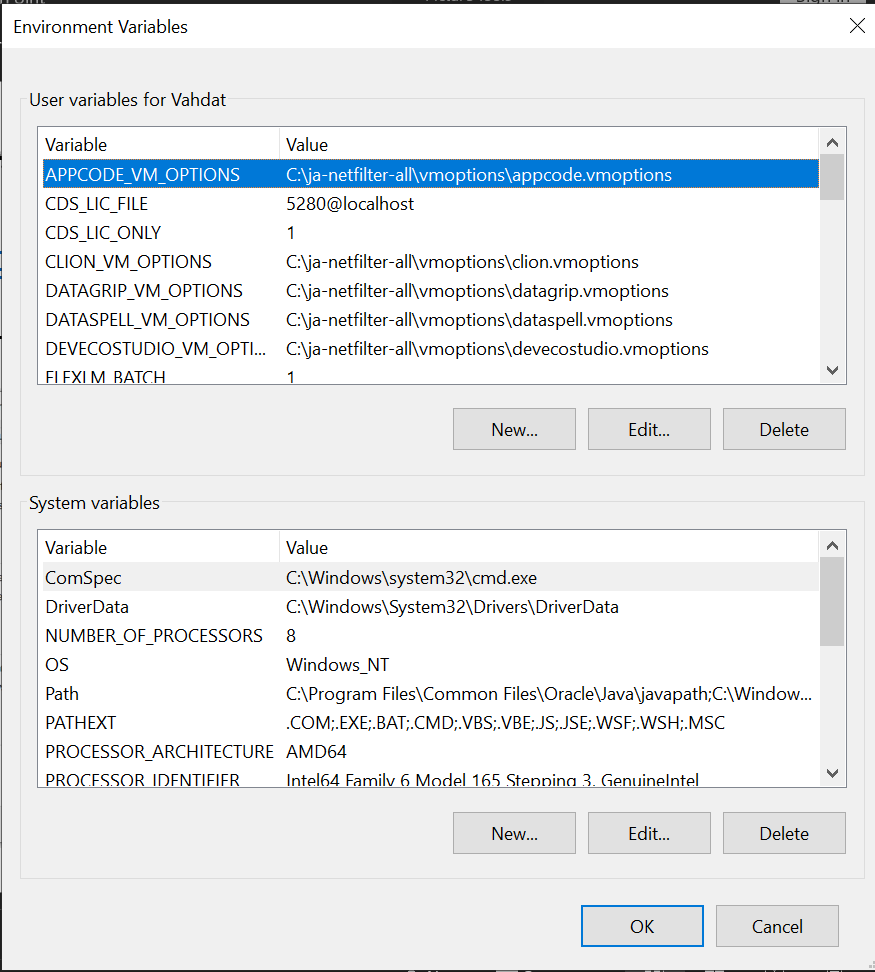 Environment Variables
User variables for Vahdat
Variable Value
APPCODE_VM_OPTIONS C:\ja-netfilter-all\vmoptions\appcode.vmoptions
CDS_LIC_FILE 5280@localhost
CDS_LIC_ONLY 1
CLION_VM_OPTIONS C:\ja-netfilter-all\vmoptions\clion.vmoptions
DATAGRIP_VM_OPTIONS C:\ja-netfilter-all\vmoptions\datagrip.vmoptions
DATASPELL_VM_OPTIONS C:\ja-netfilter-all\vmoptions\dataspell.vmoptions
DEVECOSTUDIO_VM_OPTI... C:\ja-netfilter-all\vmoptions\devecostudio.vmoptions
FLEXLM_BATCH 1
New... Edit... Delete
System variables
Variable Value
ComSpec C:\Windows\system32\cmd.exe
DriverData C:\Windows\System32\Drivers\DriverData
NUMBER_OF_PROCESSORS 8
OS Windows_NT
Path C:\Program Files\Common Files\Oracle\Java\javapath;C:\Window...
PATHEXT .COM;.EXE;.BAT;.CMD;.VBS;.VBE;.JS;.JSE;.WSF;.WSH;.MSC
PROCESSOR_ARCHITECTURE AMD64
PROCESSOR_IDENTIFIER Intel64 Family 6 Model 165 Stepping 3, GenuineIntel
New... Edit... Delete
OK Cancel